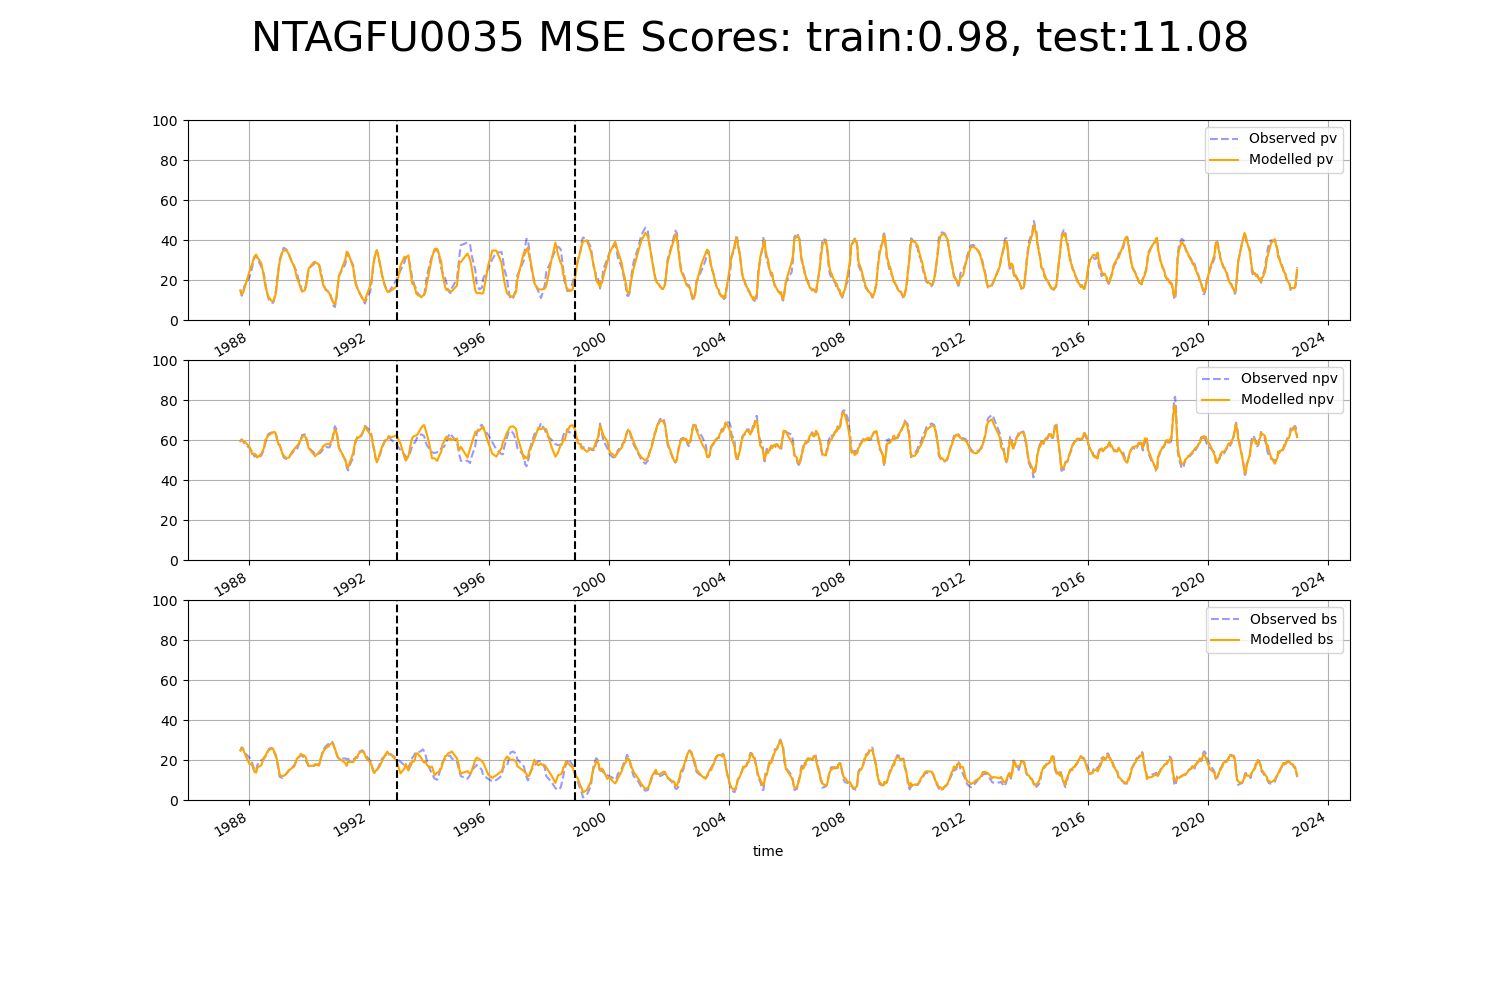 NTAGFU0035 MSE Scores: train:0.98, test:11.08
100
80
60
40
20
0
Observed pv
Modelled pv
1988 1992 1996 2000 2004 2008 2012 2016 2020 2024
100
80
60
40
20
0
Observed npv
Modelled npv
1988 1992 1996 2000 2004 2008 2012 2016 2020 2024
100
80
60
40
20
0
Observed bs
Modelled bs
1988 1992 1996 2000 2004 2008 2012 2016 2020 2024
time